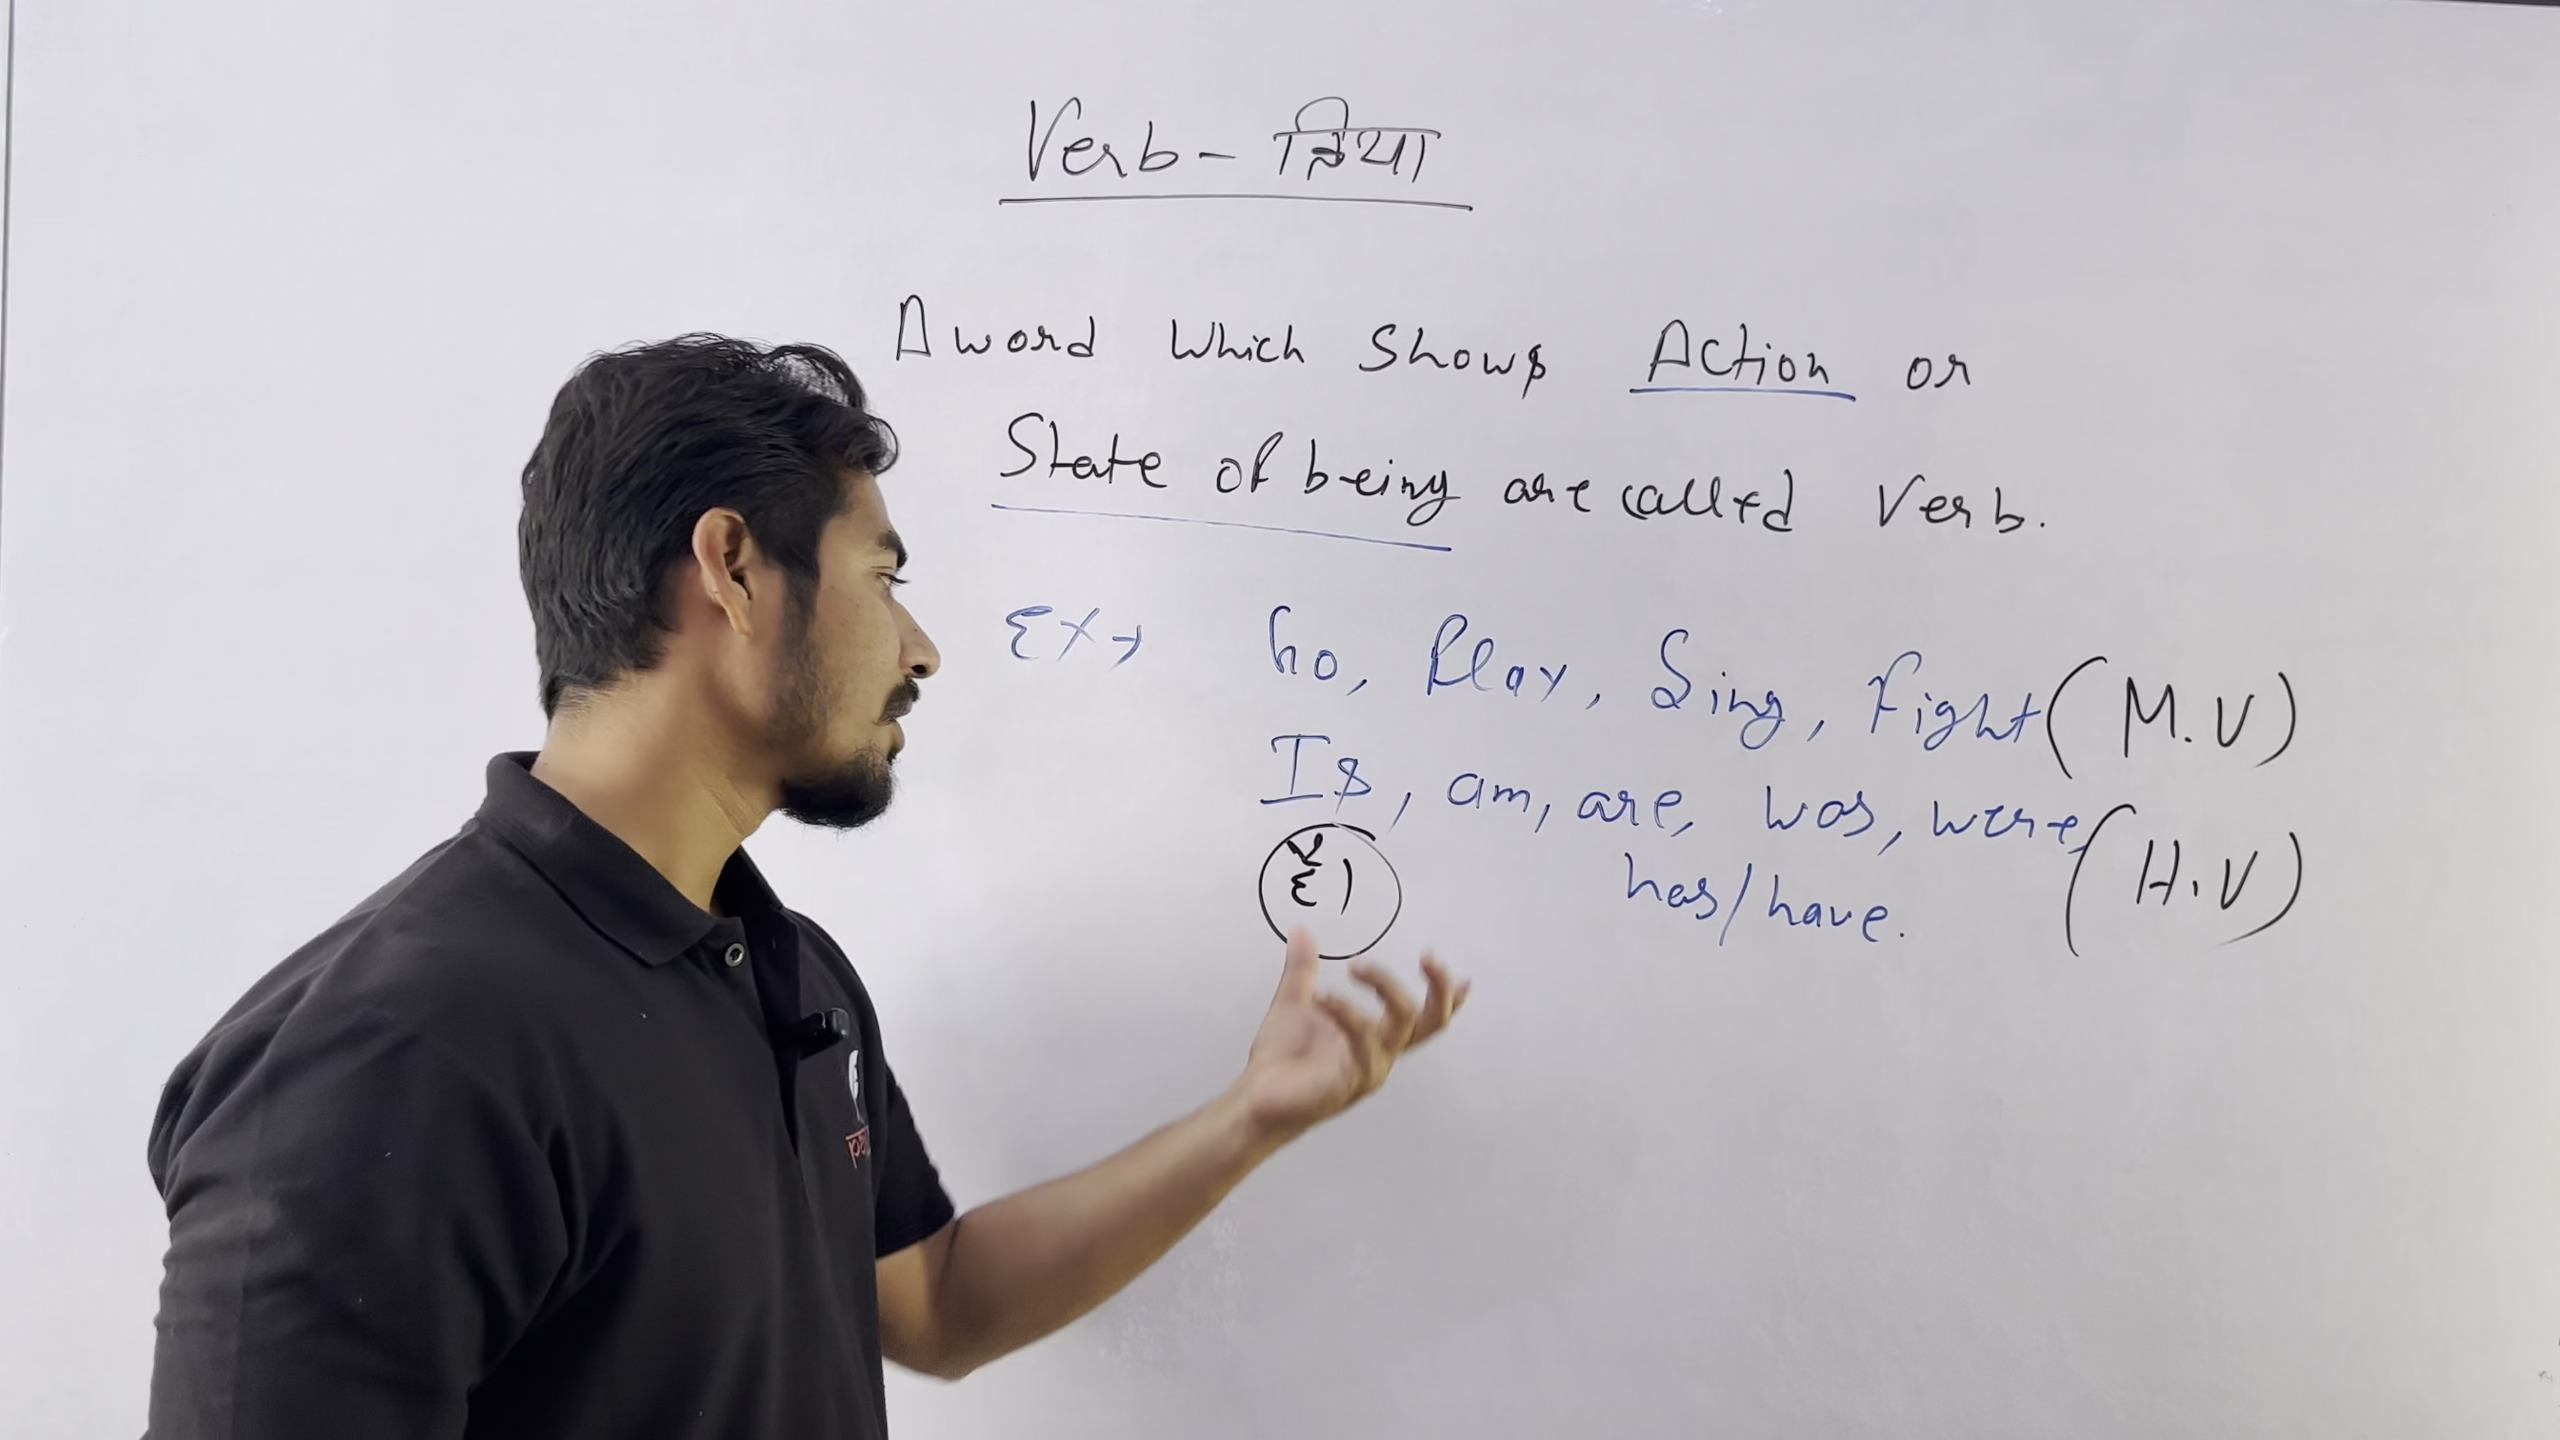 Verb - क्रिया
A word which shows Action or
State of being are called Verb.
Ex → Go, Play, Sing, Fight (M.V)
Is, am, are, was, were, (H.V)
has/have.